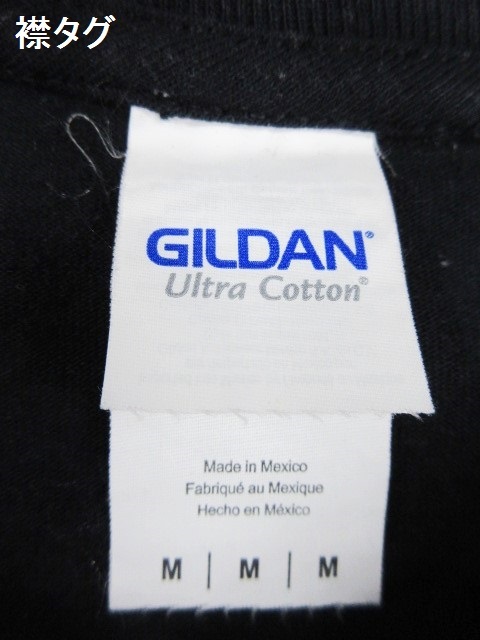 襟タグ
GILDAN®
Ultra Cotton®
Made in Mexico
Fabriqué au Mexique
Hecho en México
M | M | M